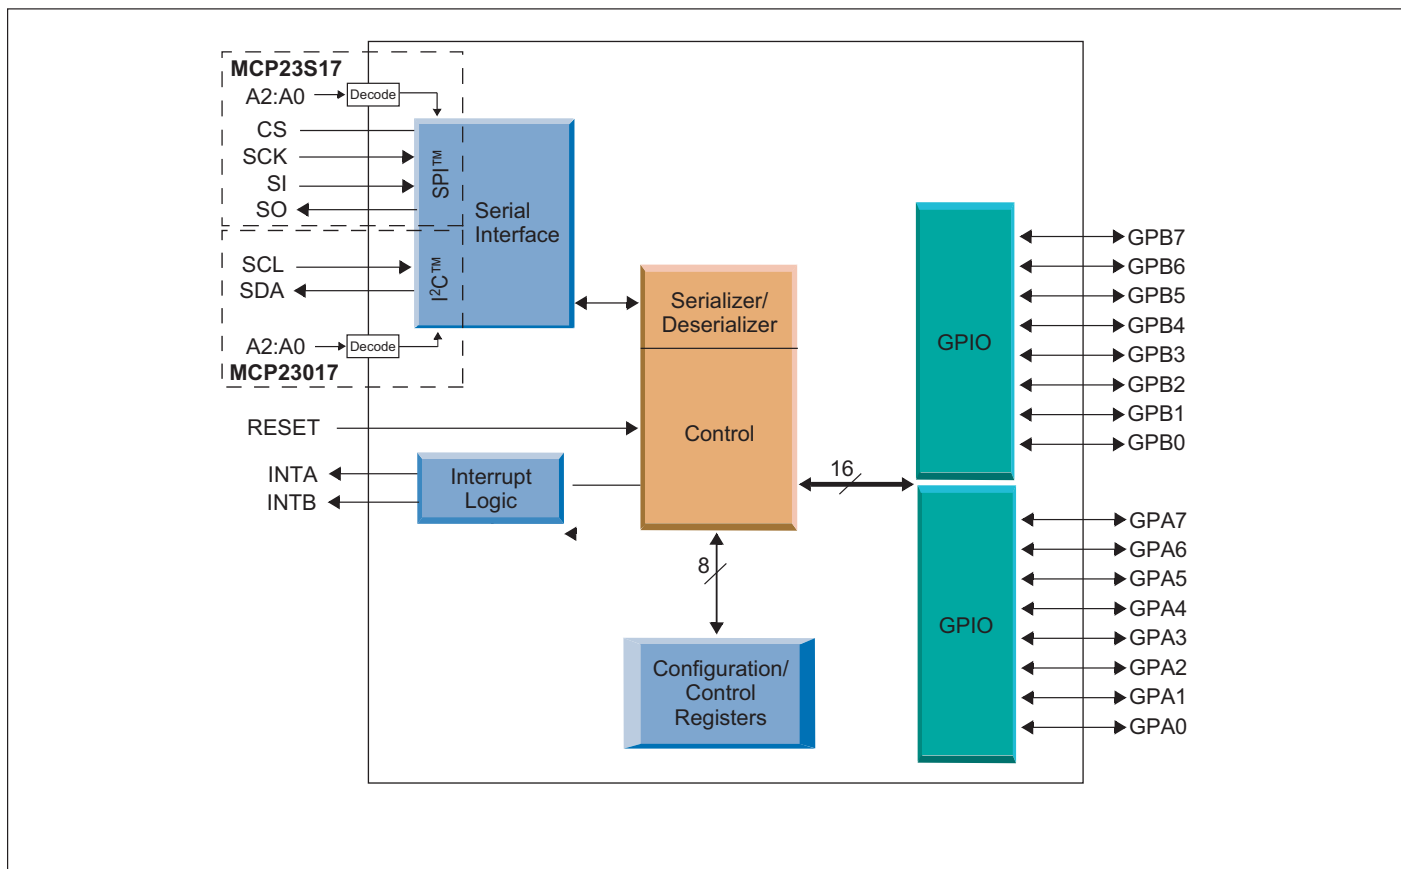 MCP23S17
A2:A0
Decode
CS
SCK
SI
SO
SPI™
Serial
Interface
SCL
SDA
I²C™
A2:A0
Decode
MCP23017
RESET
INTA
INTB
Interrupt
Logic
Serializer/
Deserializer
Control
16
8
Configuration/
Control
Registers
GPIO
GPB7
GPB6
GPB5
GPB4
GPB3
GPB2
GPB1
GPB0
GPIO
GPA7
GPA6
GPA5
GPA4
GPA3
GPA2
GPA1
GPA0